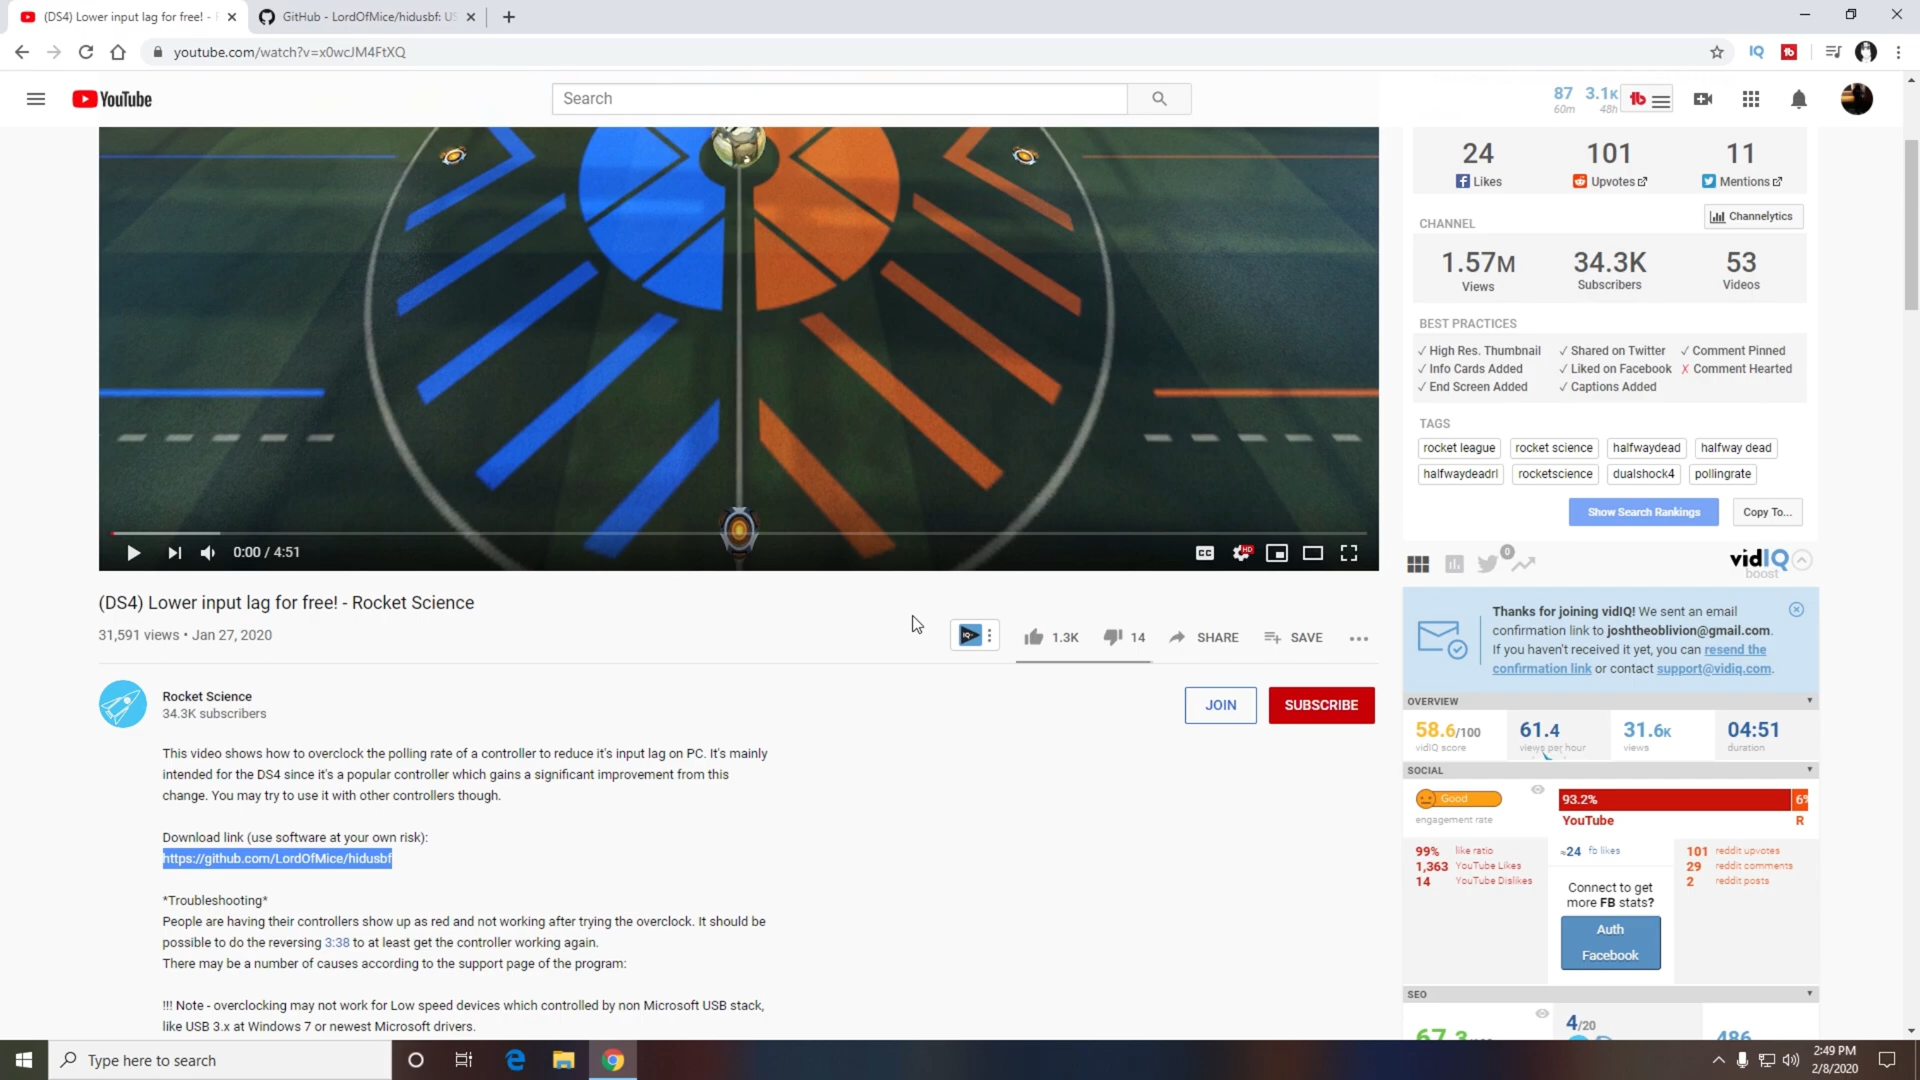 (DS4) Lower input lag for free! - R
GitHub - LordOfMice/hidusbf: US
youtube.com/watch?v=x0wcJM4FtXQ
IQ
YouTube
Search
87 3.1K
60m 48h
24 101 11
Likes Upvotes Mentions
CHANNEL
Channelytics
1.57M 34.3K 53
Views Subscribers Videos
BEST PRACTICES
✓ High Res. Thumbnail ✓ Shared on Twitter ✓ Comment Pinned
✓ Info Cards Added ✓ Liked on Facebook X Comment Hearted
✓ End Screen Added ✓ Captions Added
TAGS
rocket league rocket science halfwaydead halfway dead
halfwaydeadrl rocketscience dualshock4 pollingrate
Show Search Rankings Copy To...
0:00 / 4:51
CC HD
0
vidIQ
boost
(DS4) Lower input lag for free! - Rocket Science
31,591 views • Jan 27, 2020
IQ
1.3K 14 SHARE SAVE
Rocket Science
34.3K subscribers
JOIN SUBSCRIBE
This video shows how to overclock the polling rate of a controller to reduce it's input lag on PC. It's mainly
intended for the DS4 since it's a popular controller which gains a significant improvement from this
change. You may try to use it with other controllers though.
Download link (use software at your own risk):
https://github.com/LordOfMice/hidusbf
*Troubleshooting*
People are having their controllers show up as red and not working after trying the overclock. It should be
possible to do the reversing 3:38 to at least get the controller working again.
There may be a number of causes according to the support page of the program:
!!! Note - overclocking may not work for Low speed devices which controlled by non Microsoft USB stack,
like USB 3.x at Windows 7 or newest Microsoft drivers.
Thanks for joining vidIQ! We sent an email
confirmation link to joshtheoblivion@gmail.com.
If you haven't received it yet, you can resend the
confirmation link or contact support@vidiq.com.
OVERVIEW
58.6/100 61.4 31.6K 04:51
vidIQ score views per hour views duration
SOCIAL
Good
engagement rate
93.2% 6%
YouTube R
99% like ratio
1,363 YouTube Likes
14 YouTube Dislikes
≈24 fb likes
Connect to get
more FB stats?
Auth
Facebook
101 reddit upvotes
29 reddit comments
2 reddit posts
SEO
67.3
4/20
486
Type here to search
2:49 PM
2/8/2020